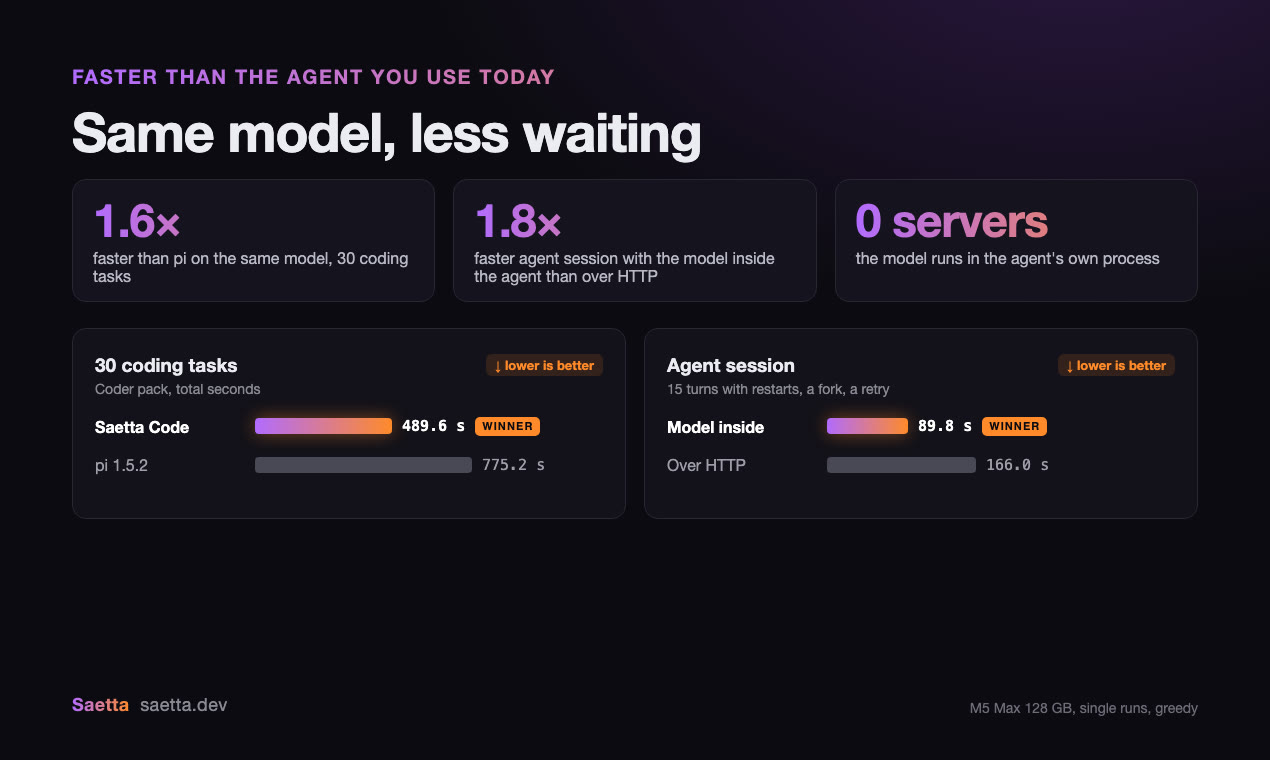 FASTER THAN THE AGENT YOU USE TODAY
Same model, less waiting
1.6×
faster than pi on the same model, 30 coding
tasks
1.8×
faster agent session with the model inside
the agent than over HTTP
0 servers
the model runs in the agent's own process
30 coding tasks
↓ lower is better
Coder pack, total seconds
Saetta Code
489.6 s
WINNER
pi 1.5.2
775.2 s
Agent session
↓ lower is better
15 turns with restarts, a fork, a retry
Model inside
89.8 s
WINNER
Over HTTP
166.0 s
Saetta saetta.dev
M5 Max 128 GB, single runs, greedy